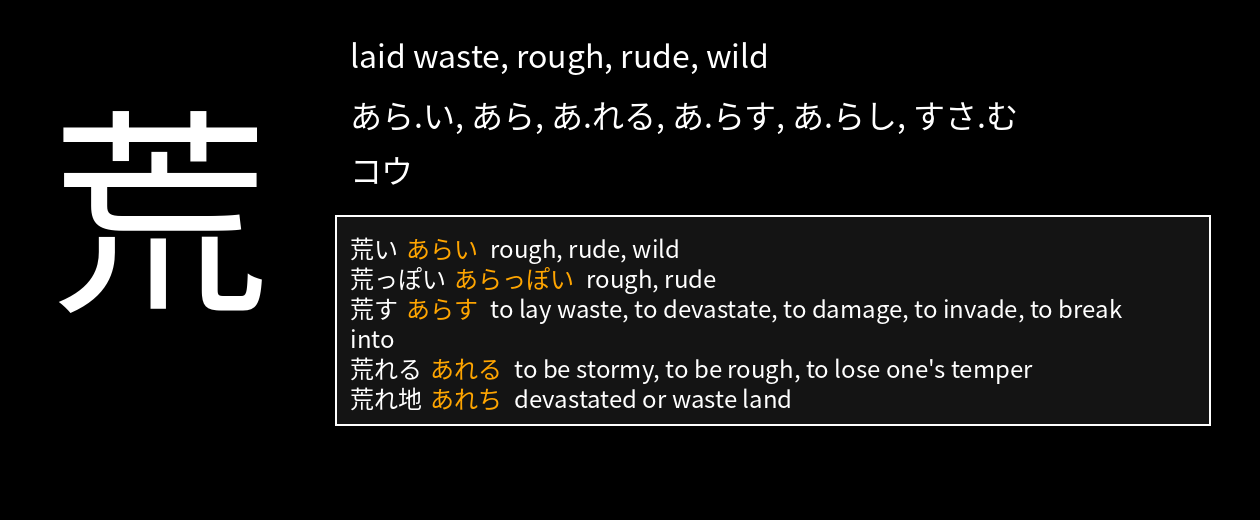 荒
laid waste, rough, rude, wild
あら.い, あら, あ.れる, あ.らす, あ.らし, すさ.む
コウ
荒い あらい rough, rude, wild
荒っぽい あらっぽい rough, rude
荒す あらす to lay waste, to devastate, to damage, to invade, to break
into
荒れる あれる to be stormy, to be rough, to lose one's temper
荒れ地 あれち devastated or waste land